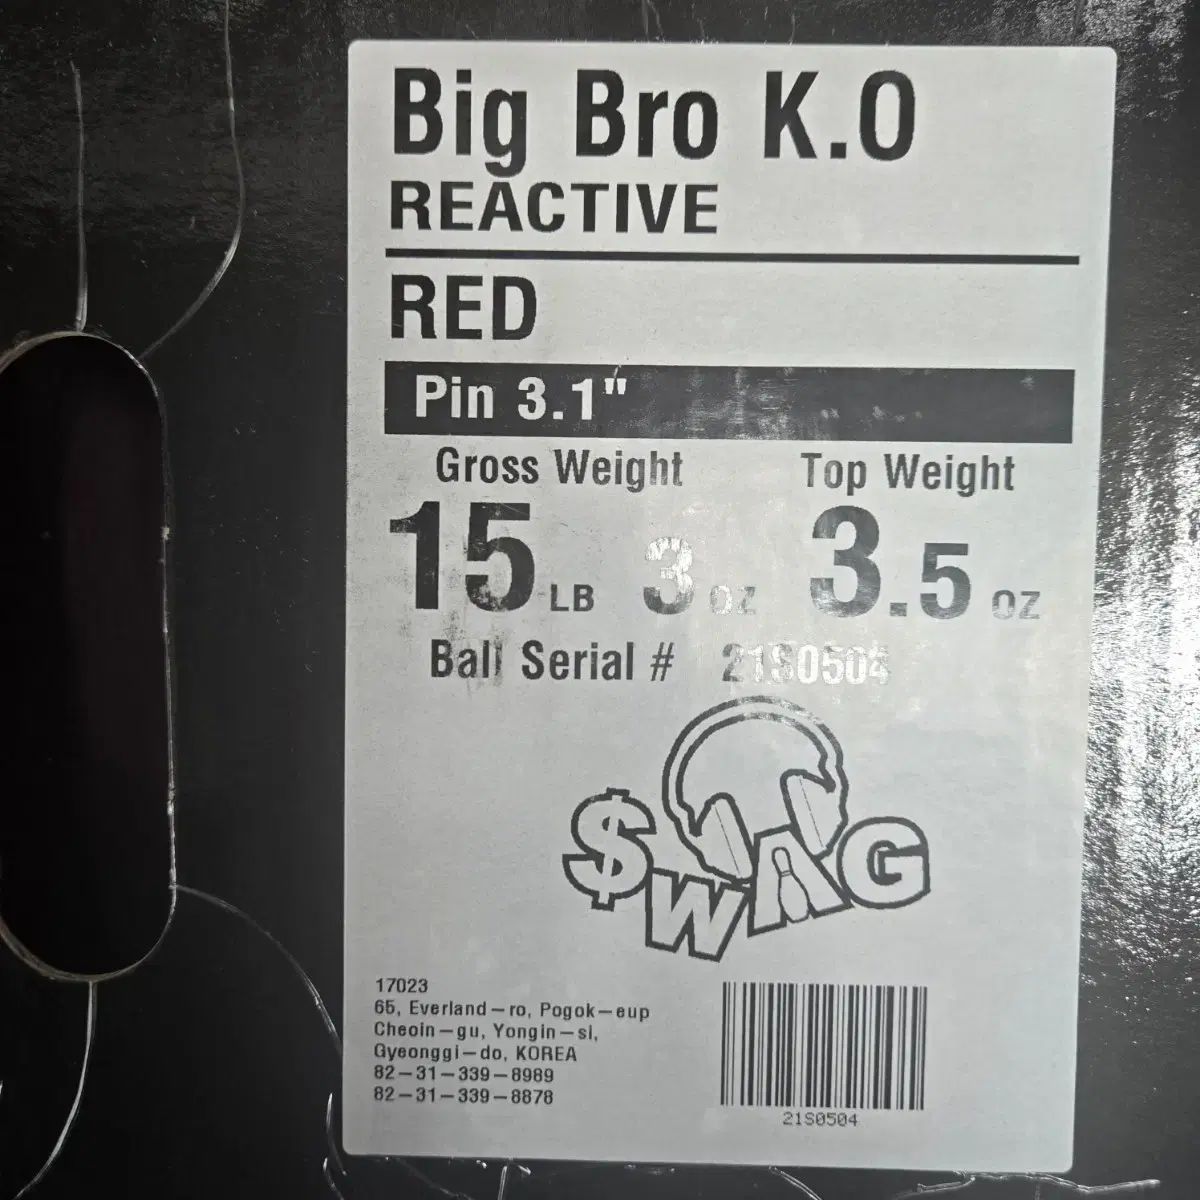 Big Bro K.O
REACTIVE
RED
Pin 3.1"
Gross Weight Top Weight
15 LB 3 oz 3.5 oz
Ball Serial # 21S0504
$WAG
17023
65, Everland-ro, Pogok-eup
Cheoin-gu, Yongin-si,
Gyeonggi-do, KOREA
82-31-339-8989
82-31-339-8878
21S0504